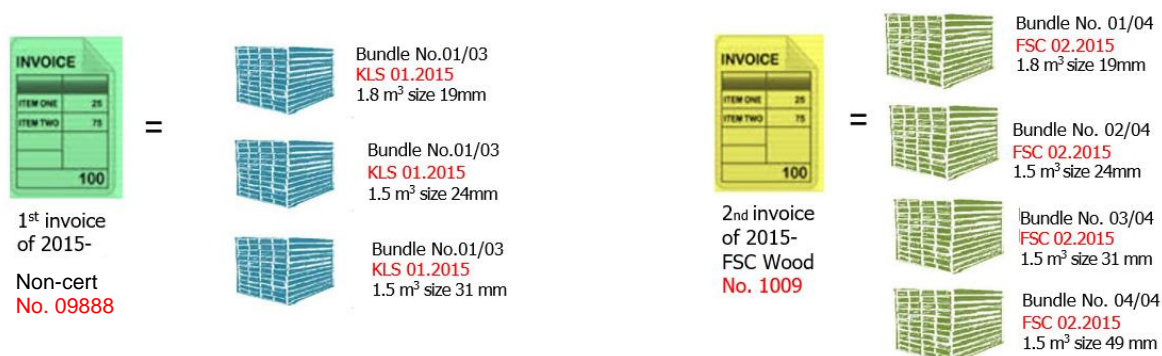 INVOICE
ITEM ONE 25
ITEM TWO 75
100
=
1st invoice
of 2015-
Non-cert
No. 09888
Bundle No.01/03
KLS 01.2015
1.8 m³ size 19mm
Bundle No.01/03
KLS 01.2015
1.5 m³ size 24mm
Bundle No.01/03
KLS 01.2015
1.5 m³ size 31 mm
INVOICE
ITEM ONE 25
ITEM TWO 75
100
=
2nd invoice
of 2015-
FSC Wood
No. 1009
Bundle No. 01/04
FSC 02.2015
1.8 m³ size 19mm
Bundle No. 02/04
FSC 02.2015
1.5 m³ size 24mm
Bundle No. 03/04
FSC 02.2015
1.5 m³ size 31 mm
Bundle No. 04/04
FSC 02.2015
1.5 m³ size 49 mm